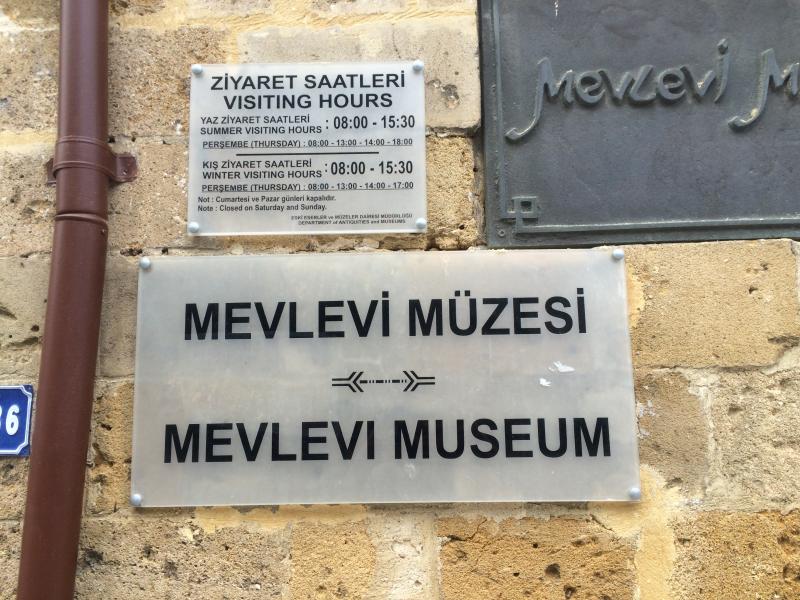 ZİYARET SAATLERİ
VISITING HOURS
YAZ ZİYARET SAATLERİ
SUMMER VISITING HOURS : 08:00 - 15:30
PERŞEMBE (THURSDAY) : 08:00 - 13:00 - 14:00 - 18:00
KIŞ ZİYARET SAATLERİ
WINTER VISITING HOURS : 08:00 - 15:30
PERŞEMBE (THURSDAY) : 08:00 - 13:00 - 14:00 - 17:00
Not : Cumartesi ve Pazar günleri kapalıdır.
Note : Closed on Saturday and Sunday.
ESKİ ESERLER ve MÜZELER DAİRESİ MÜDÜRLÜĞÜ
DEPARTMENT of ANTIQUITIES and MUSEUMS
Mevlevi M
MEVLEVİ MÜZESİ
MEVLEVI MUSEUM
36